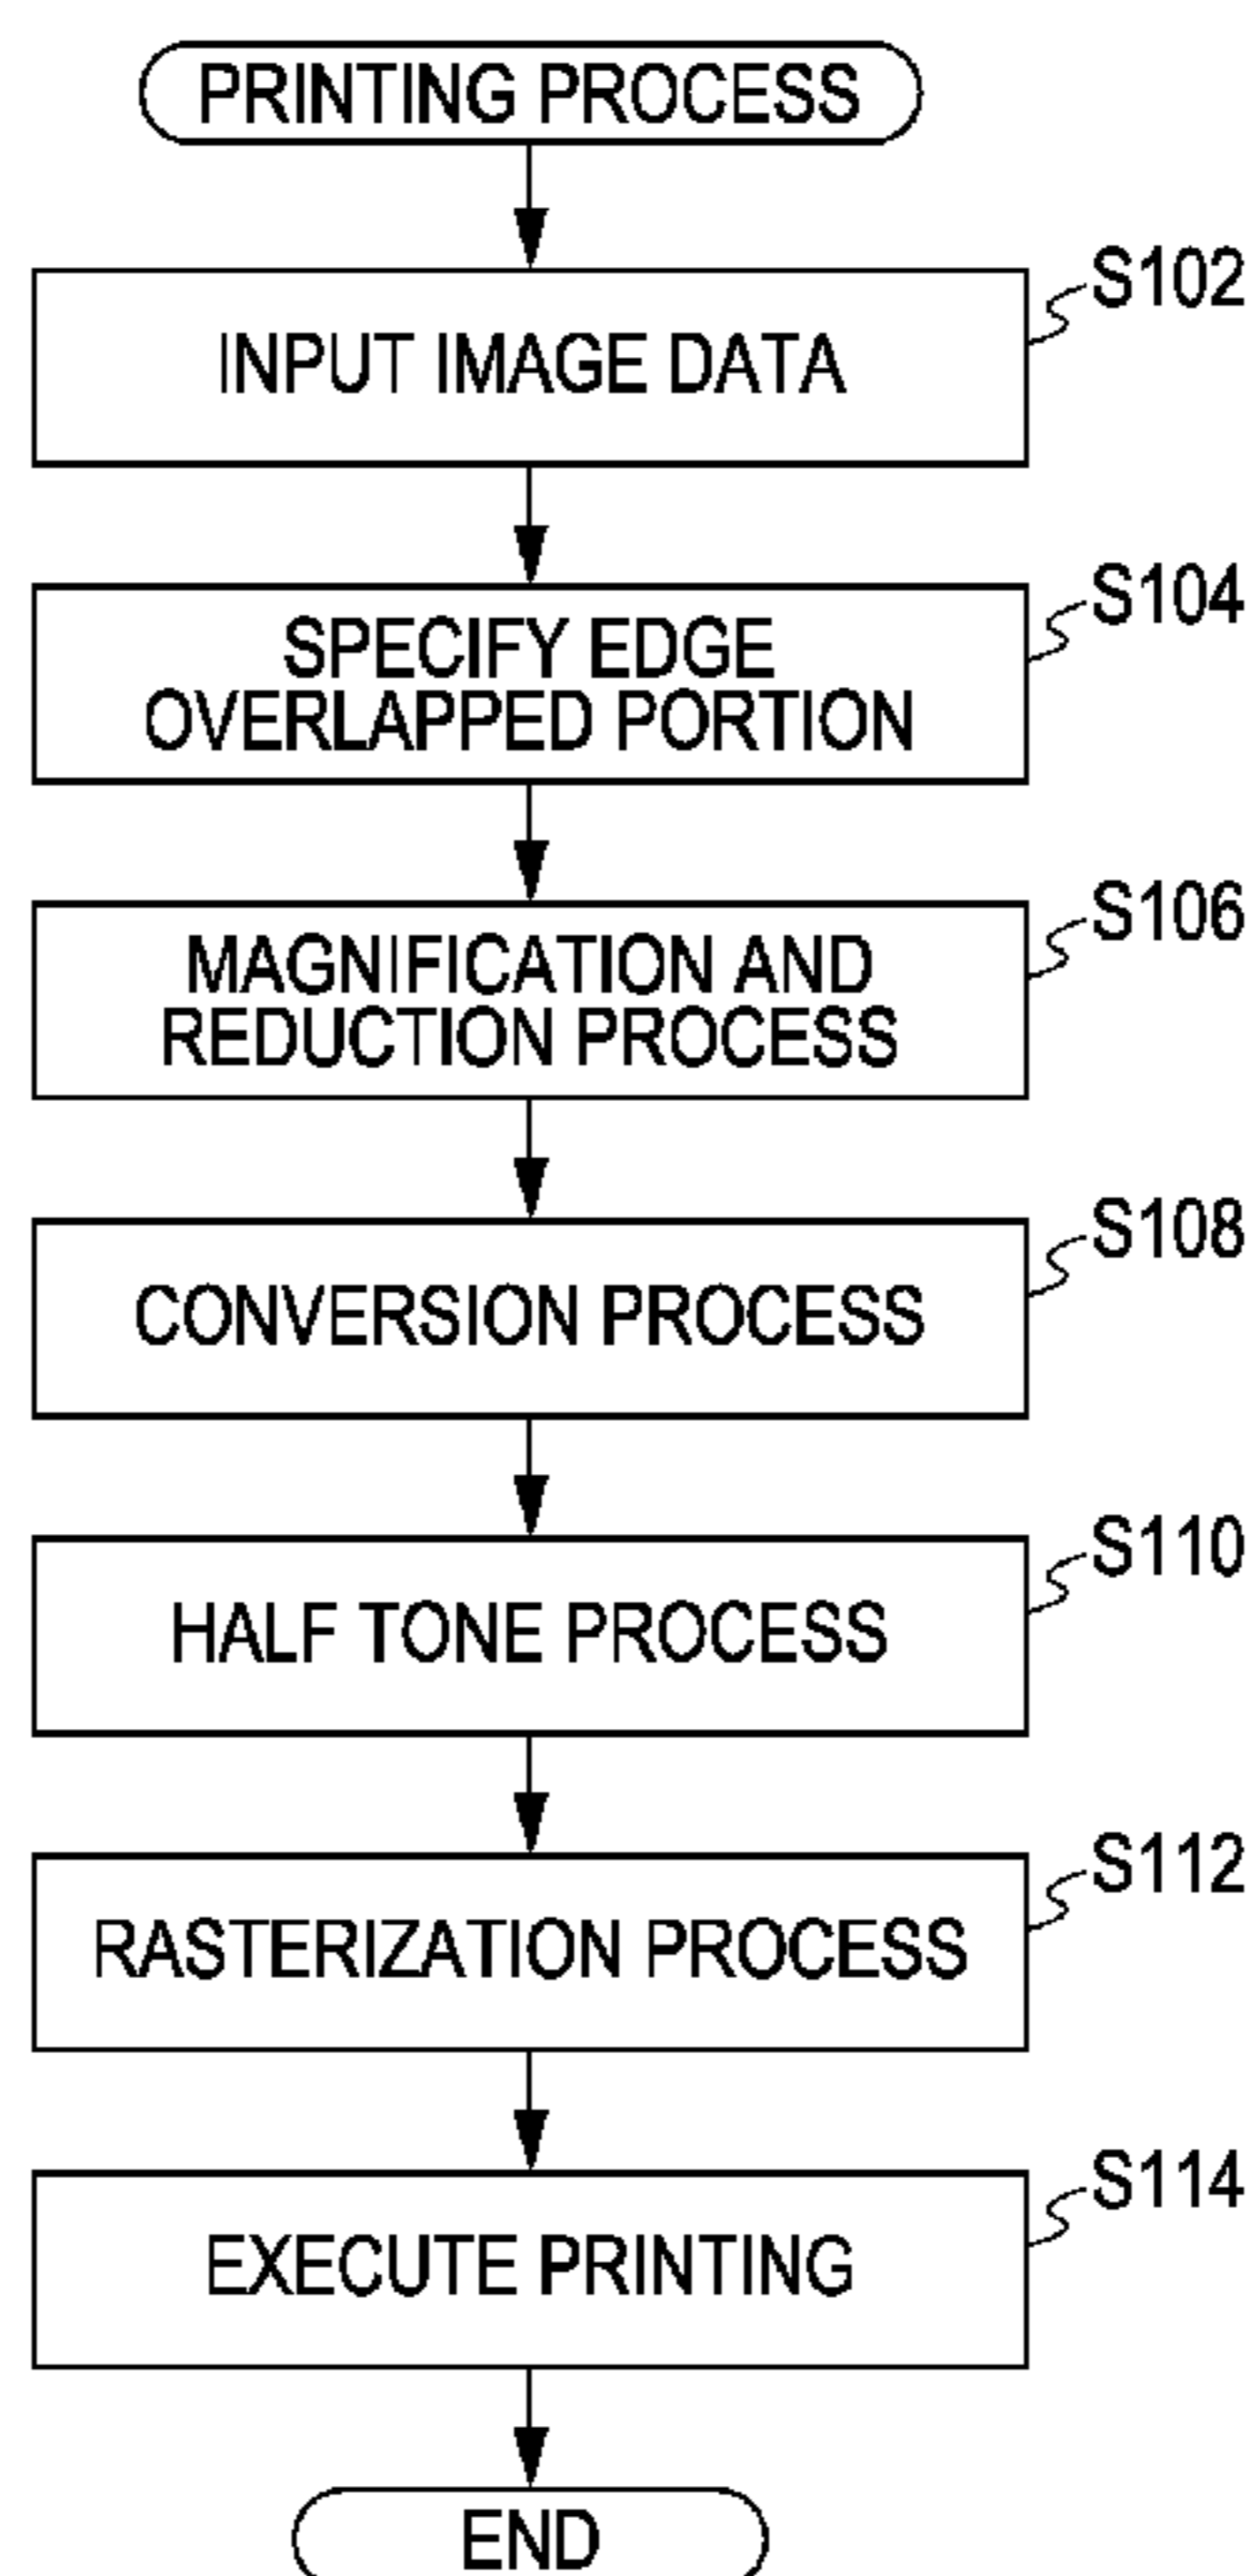 PRINTING PROCESS
S102
INPUT IMAGE DATA
S104
SPECIFY EDGE
OVERLAPPED PORTION
S106
MAGNIFICATION AND
REDUCTION PROCESS
S108
CONVERSION PROCESS
S110
HALF TONE PROCESS
S112
RASTERIZATION PROCESS
S114
EXECUTE PRINTING
END